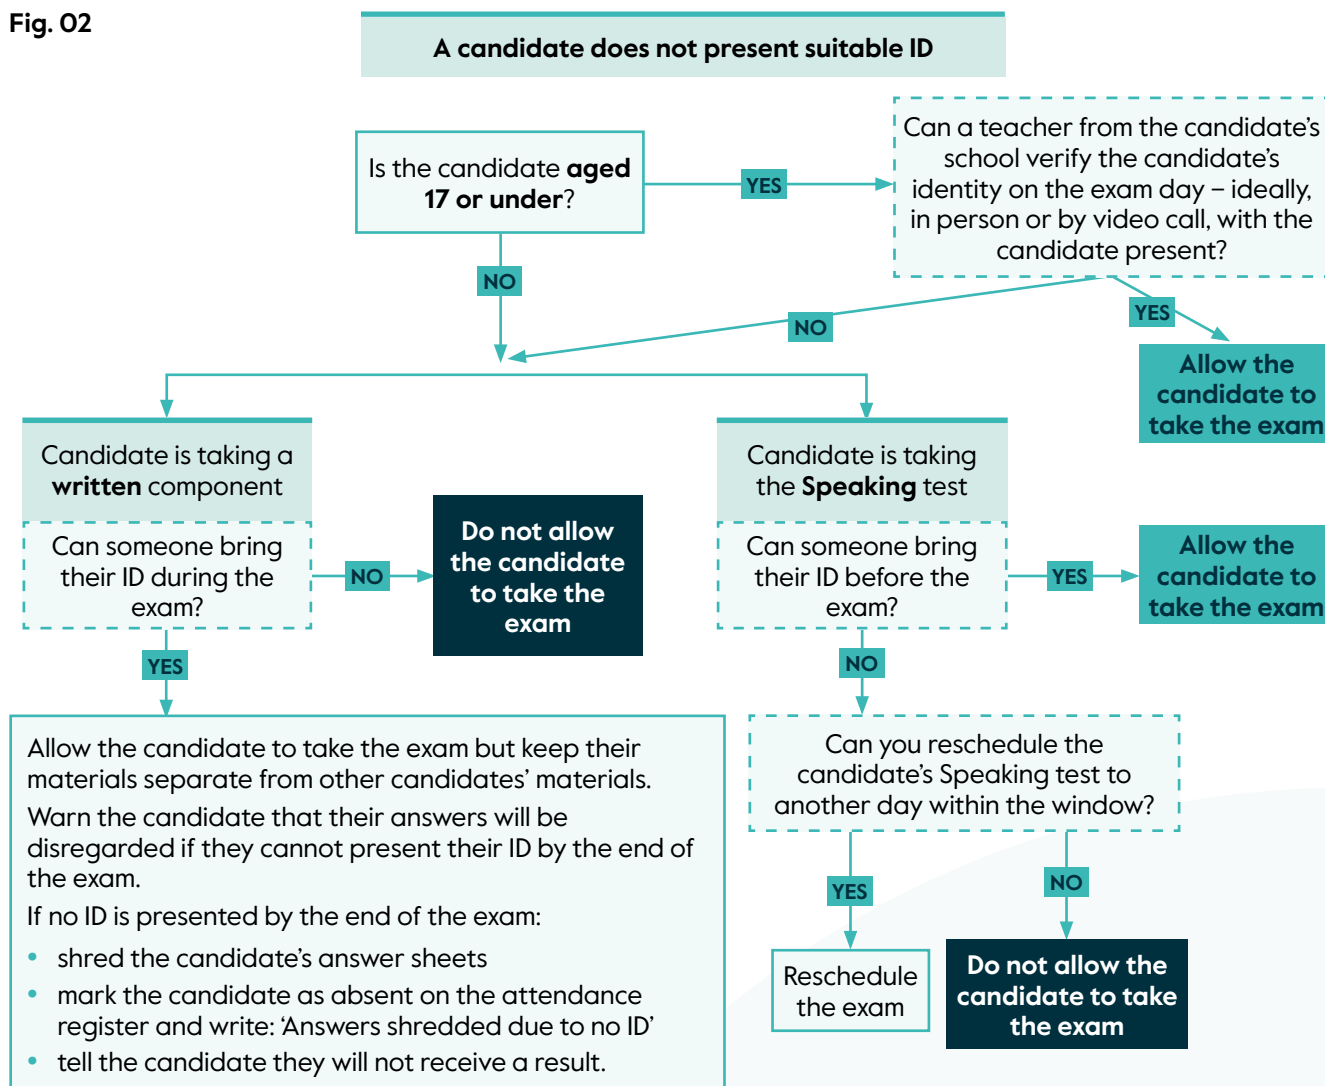 Fig. 02
A candidate does not present suitable ID
Is the candidate aged
17 or under?
YES
Can a teacher from the candidate's
school verify the candidate's
identity on the exam day – ideally,
in person or by video call, with the
candidate present?
NO
NO
YES
Allow the
candidate to
take the exam
Candidate is taking a
written component
Can someone bring
their ID during the
exam?
NO
Do not allow
the candidate
to take the
exam
Candidate is taking
the Speaking test
Can someone bring
their ID before the
exam?
YES
Allow the
candidate to
take the exam
YES
NO
Allow the candidate to take the exam but keep their
materials separate from other candidates' materials.
Warn the candidate that their answers will be
disregarded if they cannot present their ID by the end of
the exam.
If no ID is presented by the end of the exam:
• shred the candidate's answer sheets
• mark the candidate as absent on the attendance
register and write: 'Answers shredded due to no ID'
• tell the candidate they will not receive a result.
Can you reschedule the
candidate's Speaking test to
another day within the window?
YES
NO
Reschedule
the exam
Do not allow the
candidate to take
the exam